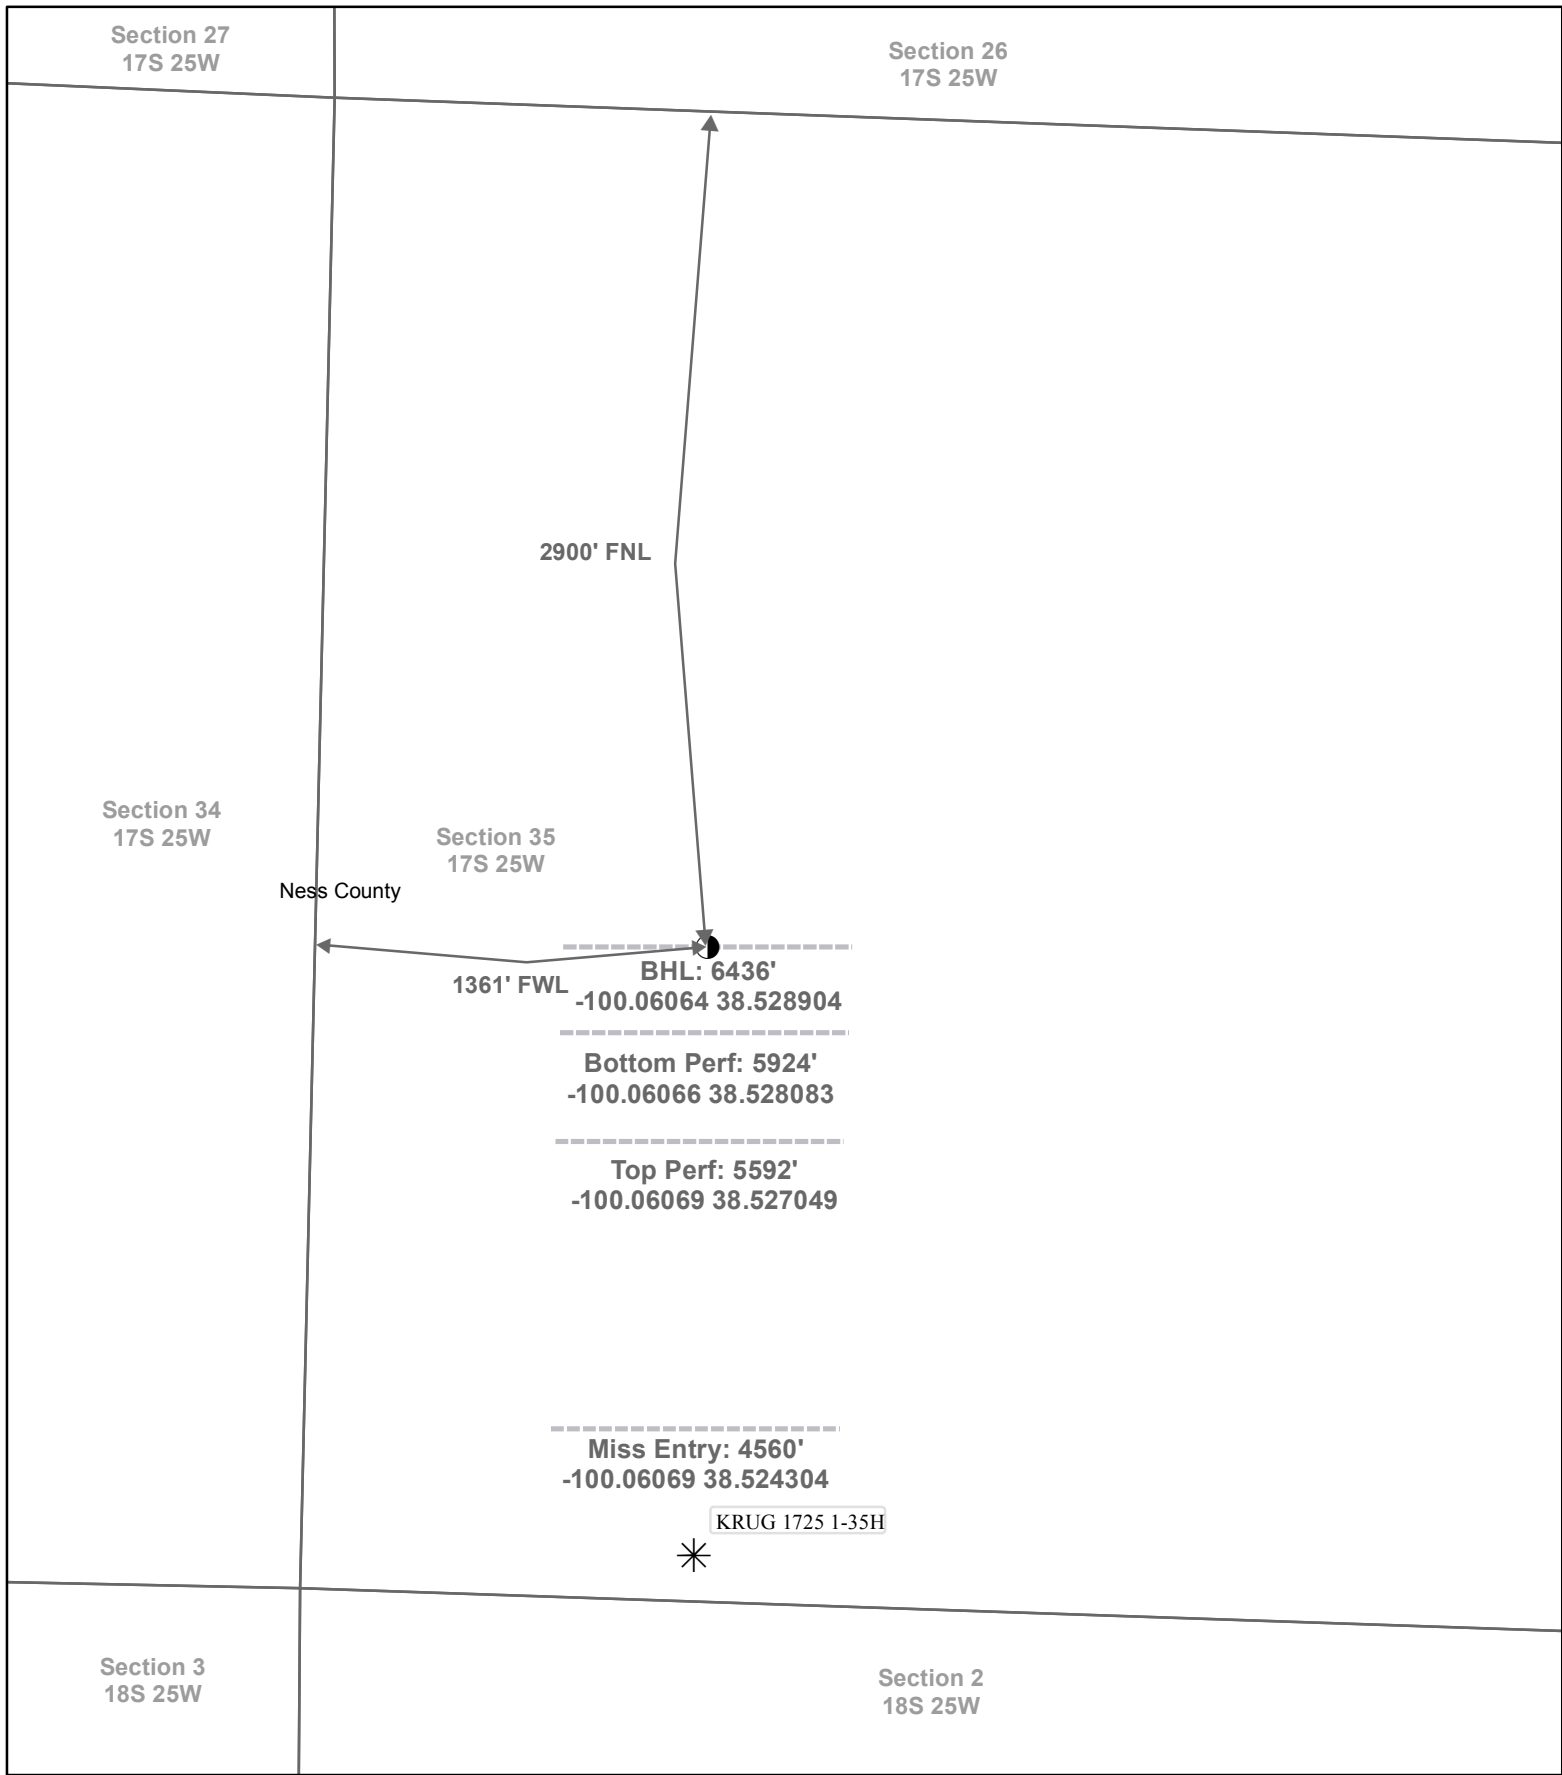 Section 27
17S 25W
Section 26
17S 25W
2900' FNL
Section 34
17S 25W
Section 35
17S 25W
Ness County
1361' FWL
BHL: 6436'
-100.06064 38.528904
Bottom Perf: 5924'
-100.06066 38.528083
Top Perf: 5592'
-100.06069 38.527049
Miss Entry: 4560'
-100.06069 38.524304
KRUG 1725 1-35H
Section 3
18S 25W
Section 2
18S 25W